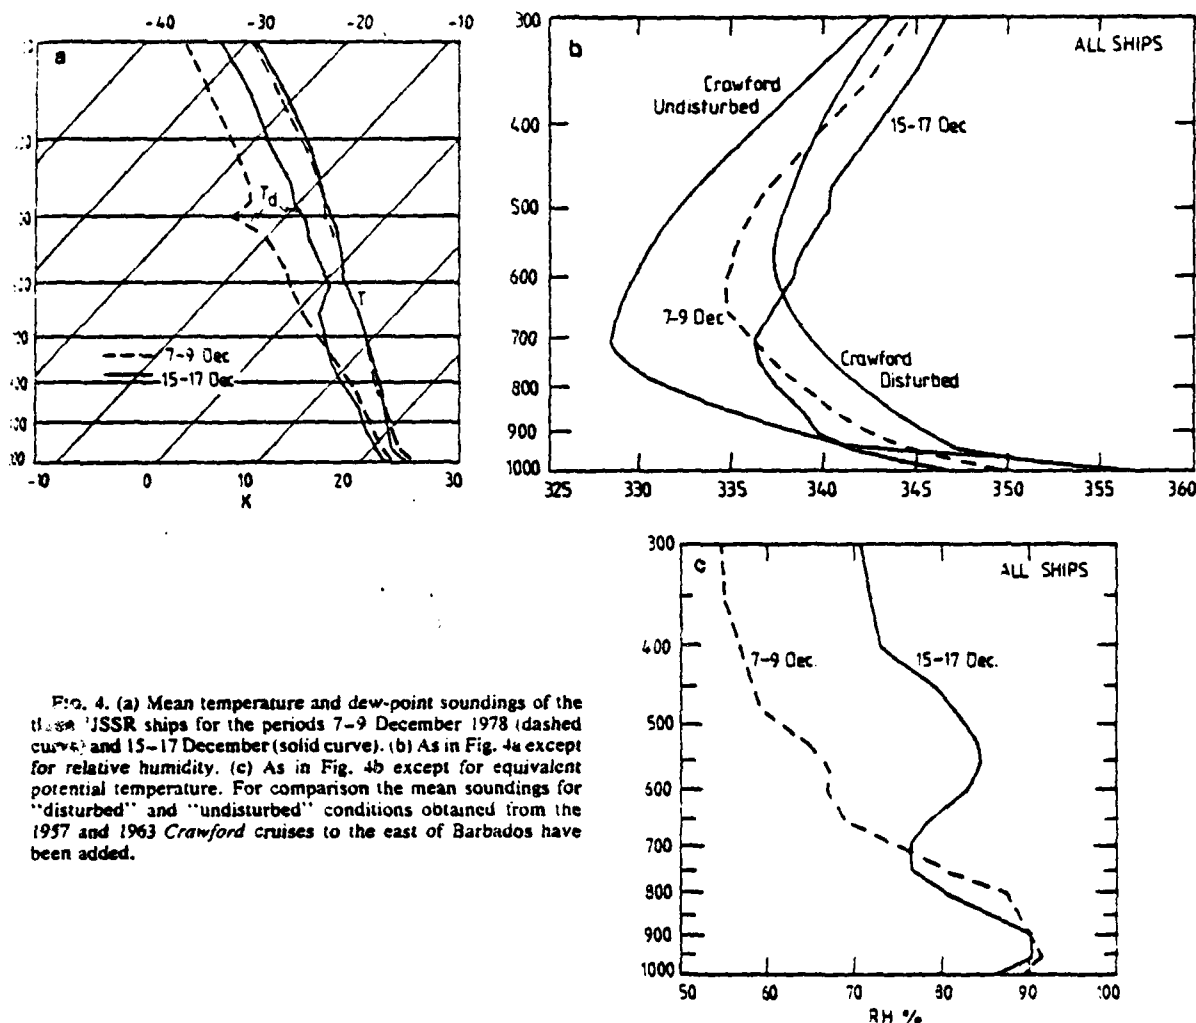 -40 -30 -20 -10
a
T_d
T
7-9 Dec
15-17 Dec
-10 0 10 20 30
K
b
ALL SHIPS
Crawford
Undisturbed
15-17 Dec
7-9 Dec
Crawford
Disturbed
300
400
500
600
700
800
900
1000
325 330 335 340 345 350 355 360
c
ALL SHIPS
7-9 Dec.
15-17 Dec.
300
400
500
600
700
800
900
1000
50 60 70 80 90 100
RH %
FIG. 4. (a) Mean temperature and dew-point soundings of the
USSR ships for the periods 7-9 December 1978 (dashed
curve) and 15-17 December (solid curve). (b) As in Fig. 4a except
for relative humidity. (c) As in Fig. 4b except for equivalent
potential temperature. For comparison the mean soundings for
"disturbed" and "undisturbed" conditions obtained from the
1957 and 1963 Crawford cruises to the east of Barbados have
been added.